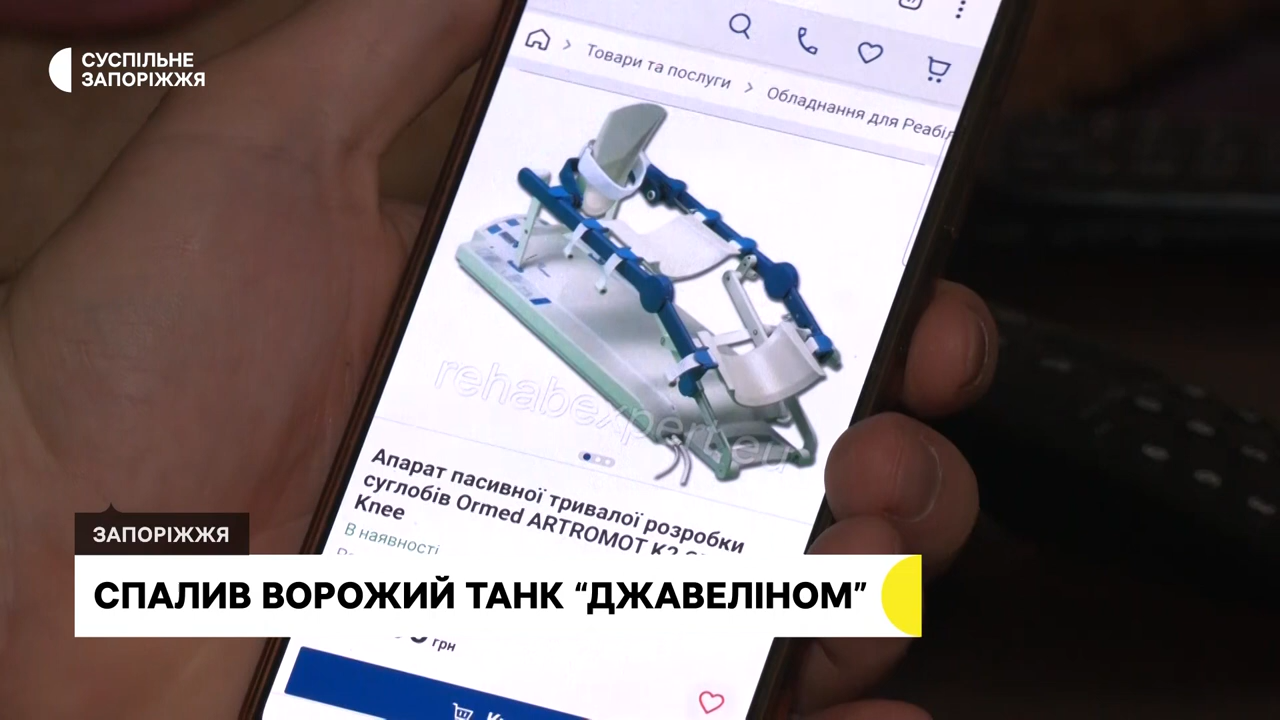 СУСПІЛЬНЕ
ЗАПОРІЖЖЯ
Товари та послуги
Обладнання для Реабіл
rehabexpert.eu
Апарат пасивної тривалої розробки
суглобів Ormed ARTROMOT K2
Knee
В наявності
ЗАПОРІЖЖЯ
СПАЛИВ ВОРОЖИЙ ТАНК “ДЖАВЕЛІНОМ”
грн